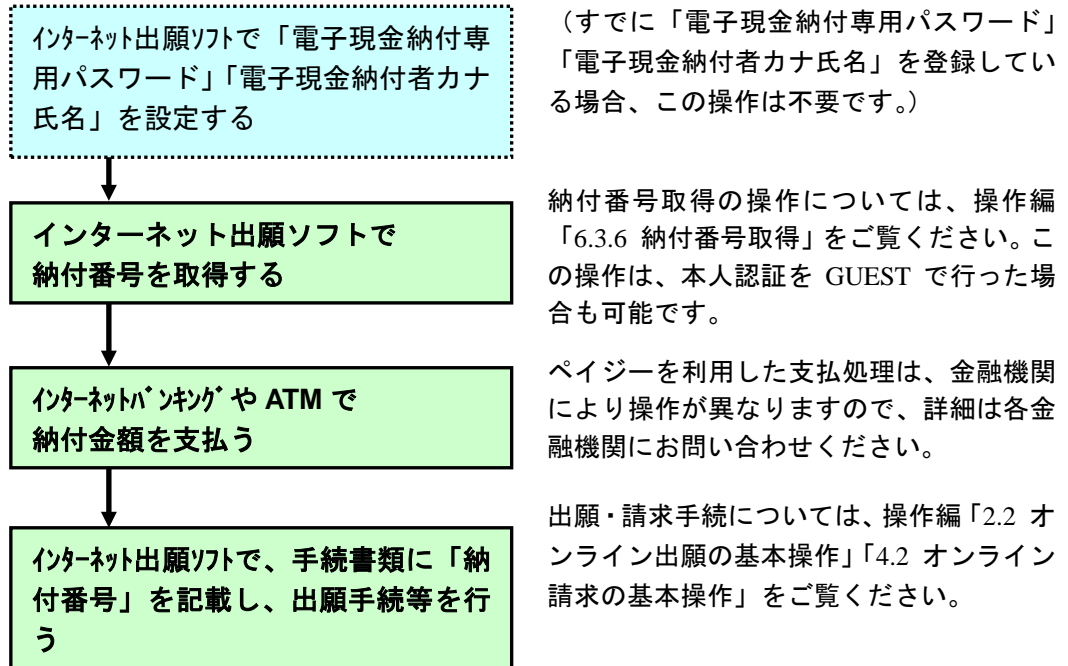 ｲﾝﾀｰﾈｯﾄ出願ｿﾌﾄで「電子現金納付専
用パスワード」「電子現金納付者カナ
氏名」を設定する
（すでに「電子現金納付専用パスワード」
「電子現金納付者カナ氏名」を登録してい
る場合、この操作は不要です。）
インターネット出願ソフトで
納付番号を取得する
納付番号取得の操作については、操作編
「6.3.6 納付番号取得」をご覧ください。こ
の操作は、本人認証を GUEST で行った場
合も可能です。
ｲﾝﾀｰﾈｯﾄﾊﾞﾝｷﾝｸﾞや ATM で
納付金額を支払う
ペイジーを利用した支払処理は、金融機関
により操作が異なりますので、詳細は各金
融機関にお問い合わせください。
ｲﾝﾀｰﾈｯﾄ出願ｿﾌﾄで、手続書類に「納
付番号」を記載し、出願手続等を行
う
出願・請求手続については、操作編「2.2 オ
ンライン出願の基本操作」「4.2 オンライン
請求の基本操作」をご覧ください。